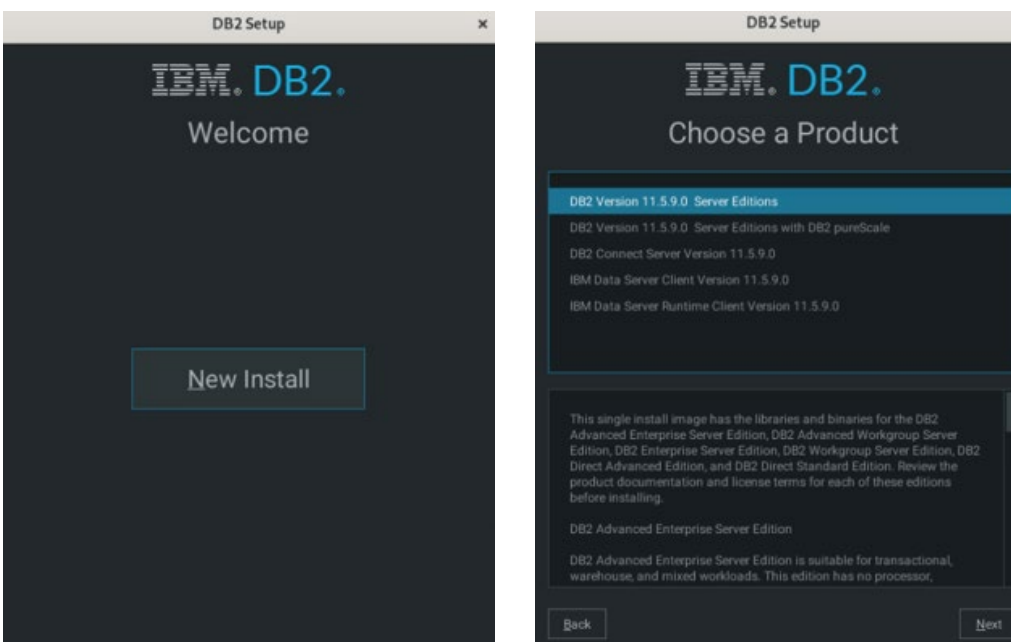 DB2 Setup
×
IBM. DB2.
Welcome
New Install
DB2 Setup
IBM. DB2.
Choose a Product
DB2 Version 11.5.9.0 Server Editions
DB2 Version 11.5.9.0 Server Editions with DB2 pureScale
DB2 Connect Server Version 11.5.9.0
IBM Data Server Client Version 11.5.9.0
IBM Data Server Runtime Client Version 11.5.9.0
This single install image has the libraries and binaries for the DB2
Advanced Enterprise Server Edition, DB2 Advanced Workgroup Server
Edition, DB2 Enterprise Server Edition, DB2 Workgroup Server Edition, DB2
Direct Advanced Edition, and DB2 Direct Standard Edition. Review the
product documentation and license terms for each of these editions
before installing.
DB2 Advanced Enterprise Server Edition
DB2 Advanced Enterprise Server Edition is suitable for transactional,
warehouse, and mixed workloads. This edition has no processor,
Back
Next